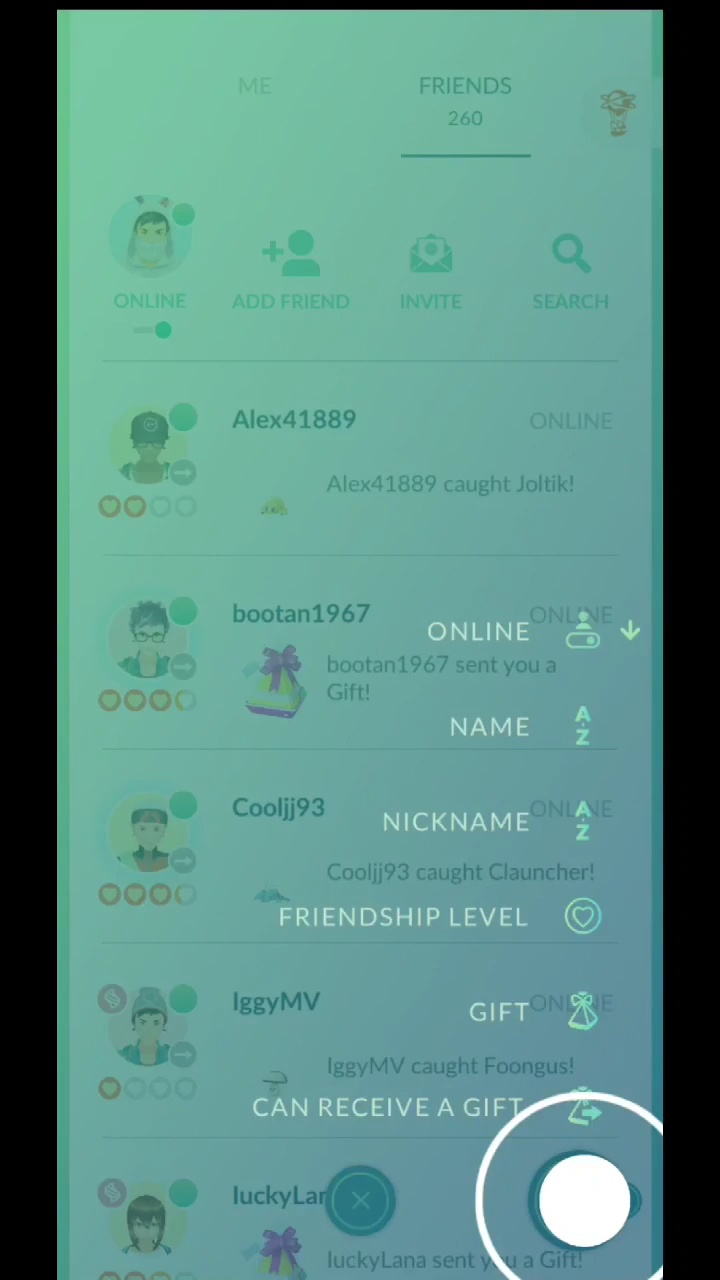 ME
FRIENDS
260
ONLINE
ADD FRIEND
INVITE
SEARCH
Alex41889
ONLINE
Alex41889 caught Joltik!
bootan1967
ONLINE
ONLINE
bootan1967 sent you a
Gift!
NAME
A
Z
Cooljj93
ONLINE
NICKNAME
A
Z
Cooljj93 caught Clauncher!
FRIENDSHIP LEVEL
IggyMV
ONLINE
GIFT
IggyMV caught Foongus!
CAN RECEIVE A GIFT
luckyLan
luckyLana sent you a Gift!